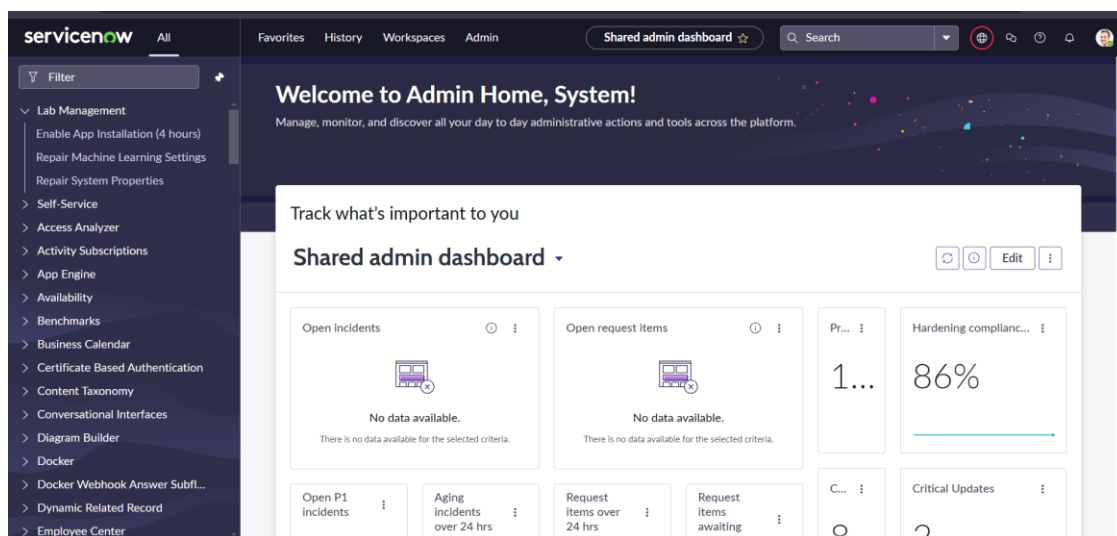 servicenow
All
Favorites History Workspaces Admin
Shared admin dashboard
Search
Filter
Lab Management
Enable App Installation (4 hours)
Repair Machine Learning Settings
Repair System Properties
Self-Service
Access Analyzer
Activity Subscriptions
App Engine
Availability
Benchmarks
Business Calendar
Certificate Based Authentication
Content Taxonomy
Conversational Interfaces
Diagram Builder
Docker
Docker Webhook Answer Subfl...
Dynamic Related Record
Employee Center
Welcome to Admin Home, System!
Manage, monitor, and discover all your day to day administrative actions and tools across the platform.
Track what's important to you
Shared admin dashboard
Edit
Open incidents
No data available.
There is no data available for the selected criteria.
Open request items
No data available.
There is no data available for the selected criteria.
Pr...
1...
Hardening complianc...
86%
Open P1
incidents
Aging
incidents
over 24 hrs
Request
items over
24 hrs
Request
items
awaiting
C...
Critical Updates